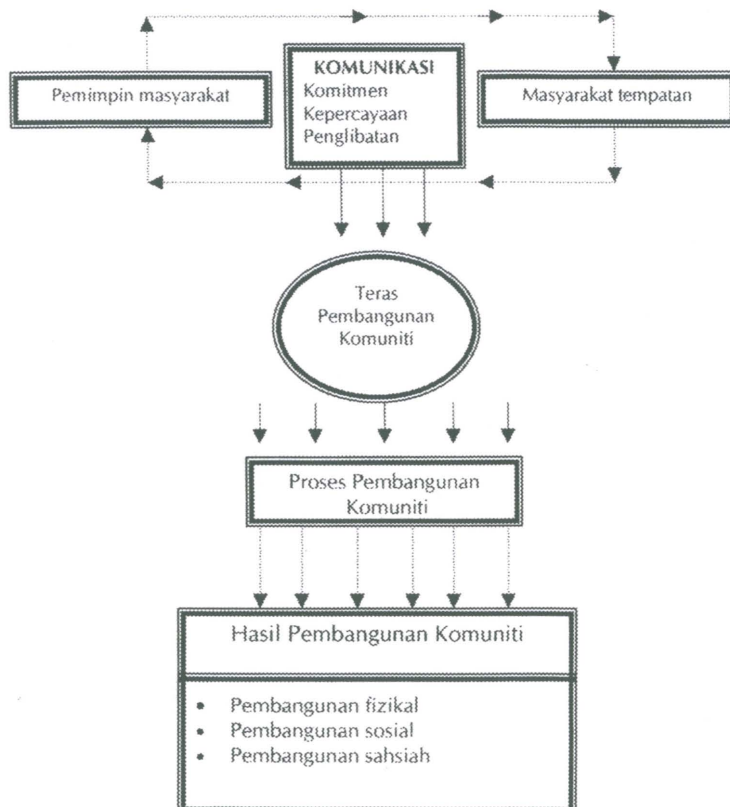 Pemimpin masyarakat
KOMUNIKASI
Komitmen
Kepercayaan
Penglibatan
Masyarakat tempatan
Teras
Pembangunan
Komuniti
Proses Pembangunan
Komuniti
Hasil Pembangunan Komuniti
• Pembangunan fizikal
• Pembangunan sosial
• Pembangunan sahsiah